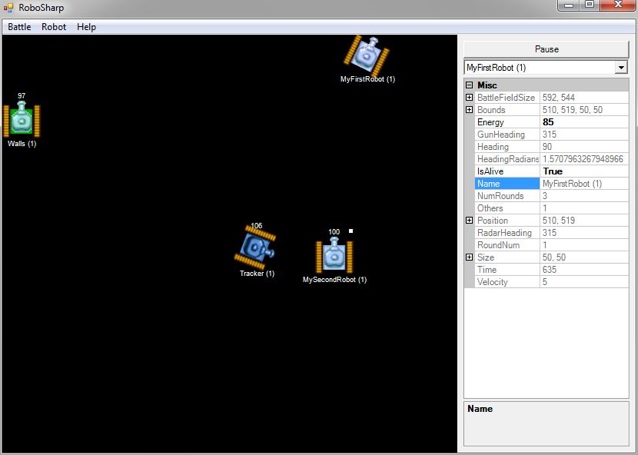 RoboSharp
Battle Robot Help
MyFirstRobot (1)
97
Walls (1)
106
Tracker (1)
100
MySecondRobot (1)
Pause
MyFirstRobot (1)
Misc
BattleFieldSize 592, 544
Bounds 510, 519, 50, 50
Energy 85
GunHeading 315
Heading 90
HeadingRadians 1.5707963267948966
IsAlive True
Name MyFirstRobot (1)
NumRounds 3
Others 1
Position 510, 519
RadarHeading 315
RoundNum 1
Size 50, 50
Time 635
Velocity 5
Name